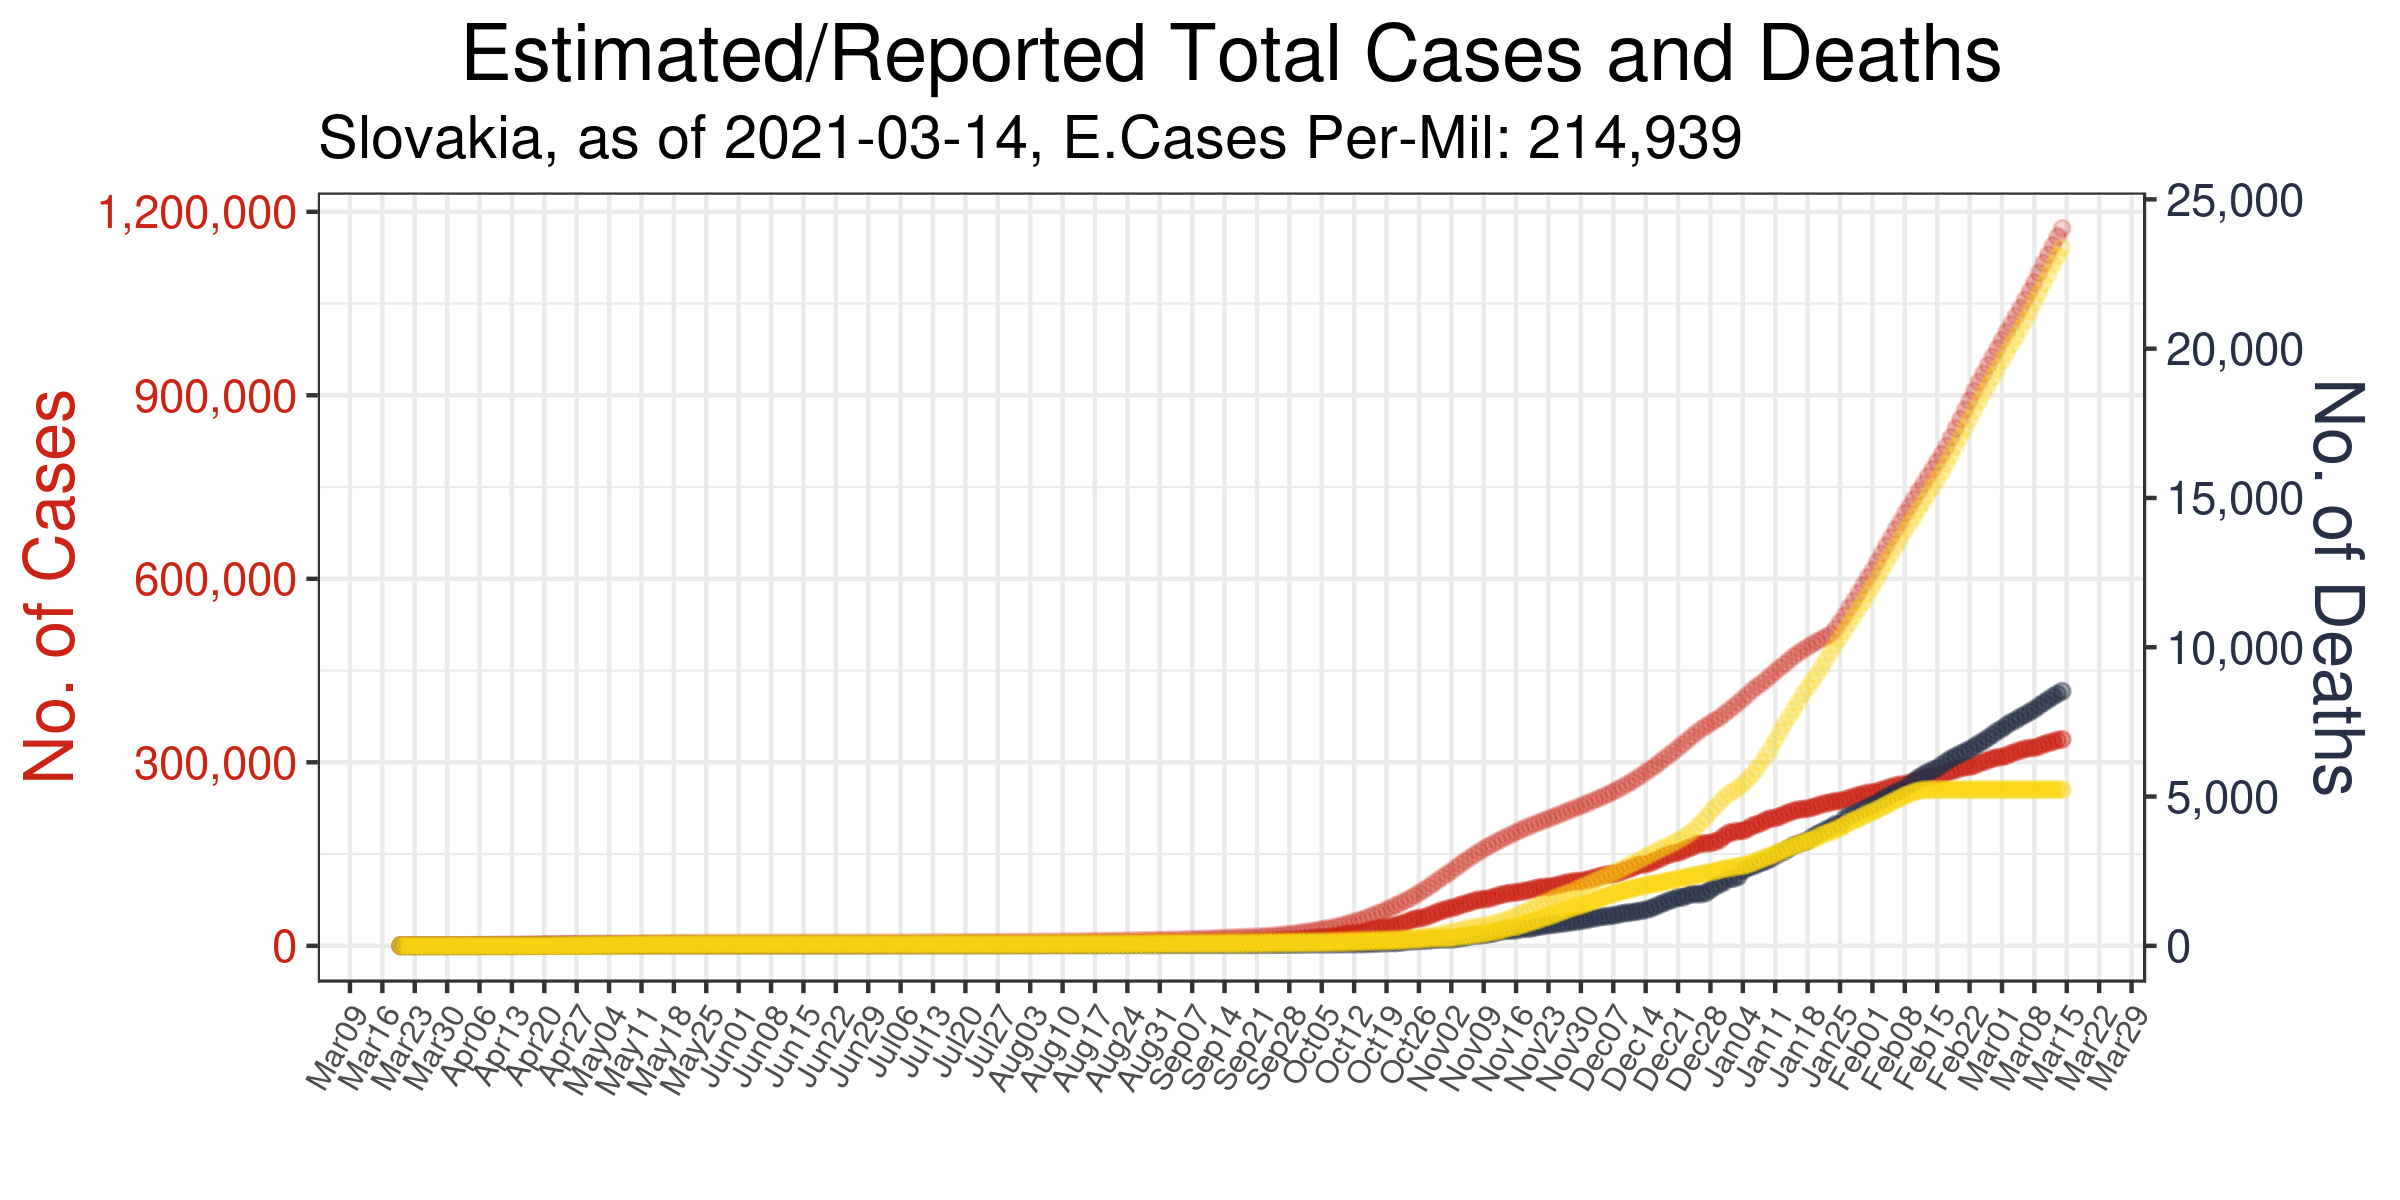 Estimated/Reported Total Cases and Deaths
Slovakia, as of 2021-03-14, E.Cases Per-Mil: 214,939
No. of Cases
1,200,000
900,000
600,000
300,000
0
25,000
20,000
15,000
10,000
5,000
0
No. of Deaths
Mar09
Mar16
Mar23
Mar30
Apr06
Apr13
Apr20
Apr27
May04
May11
May18
May25
Jun01
Jun08
Jun15
Jun22
Jun29
Jul06
Jul13
Jul20
Jul27
Aug03
Aug10
Aug17
Aug24
Aug31
Sep07
Sep14
Sep21
Sep28
Oct05
Oct12
Oct19
Oct26
Nov02
Nov09
Nov16
Nov23
Nov30
Dec07
Dec14
Dec21
Dec28
Jan04
Jan11
Jan18
Jan25
Feb01
Feb08
Feb15
Feb22
Mar01
Mar08
Mar15
Mar22
Mar29